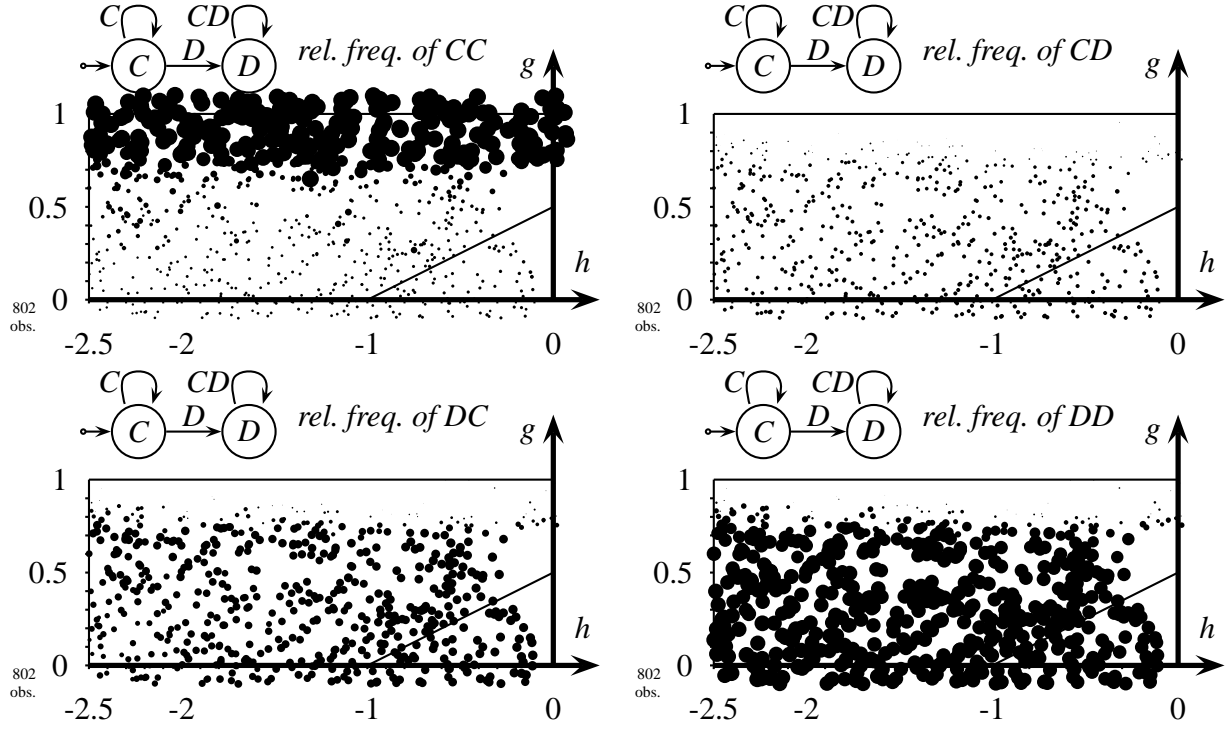 C CD
C D D rel. freq. of CC g
1
0.5
h
0
802
obs.
-2.5 -2 -1 0
C CD
C D D rel. freq. of CD g
1
0.5
h
0
802
obs.
-2.5 -2 -1 0
C CD
C D D rel. freq. of DC g
1
0.5
h
0
802
obs.
-2.5 -2 -1 0
C CD
C D D rel. freq. of DD g
1
0.5
h
0
802
obs.
-2.5 -2 -1 0